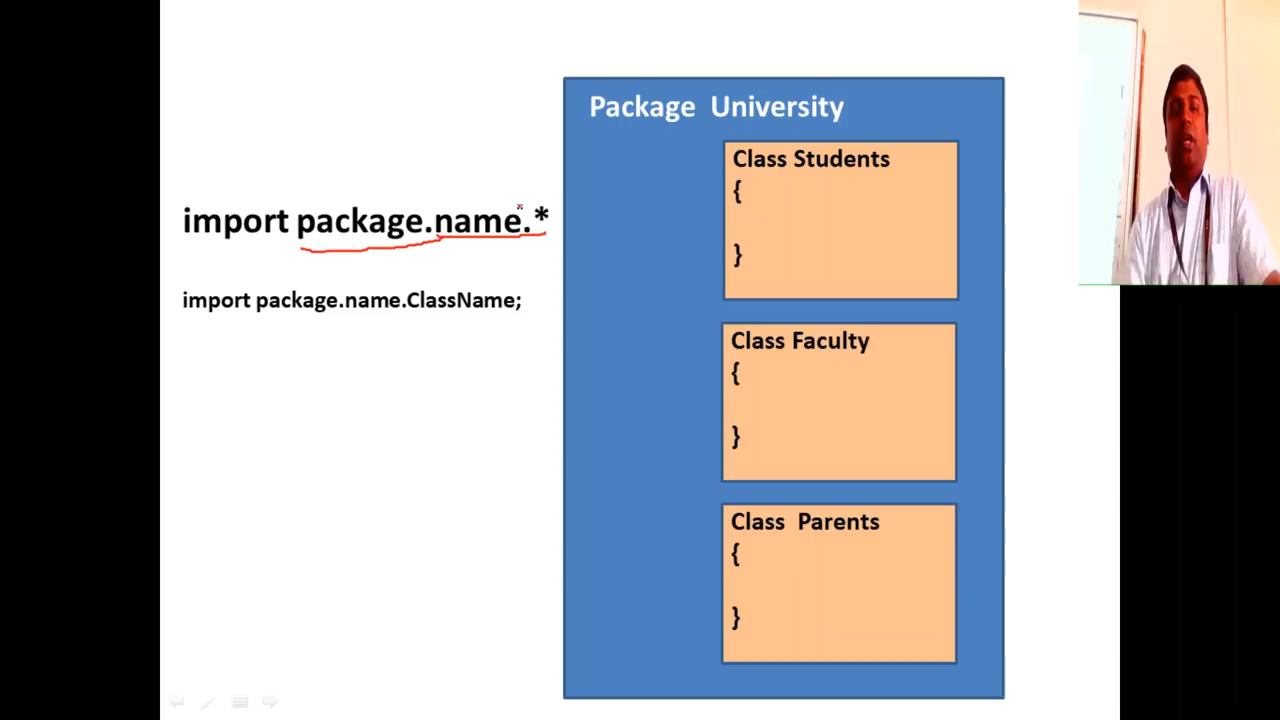 import package.name.*
import package.name.ClassName;
Package University
Class Students
{
}
Class Faculty
{
}
Class Parents
{
}